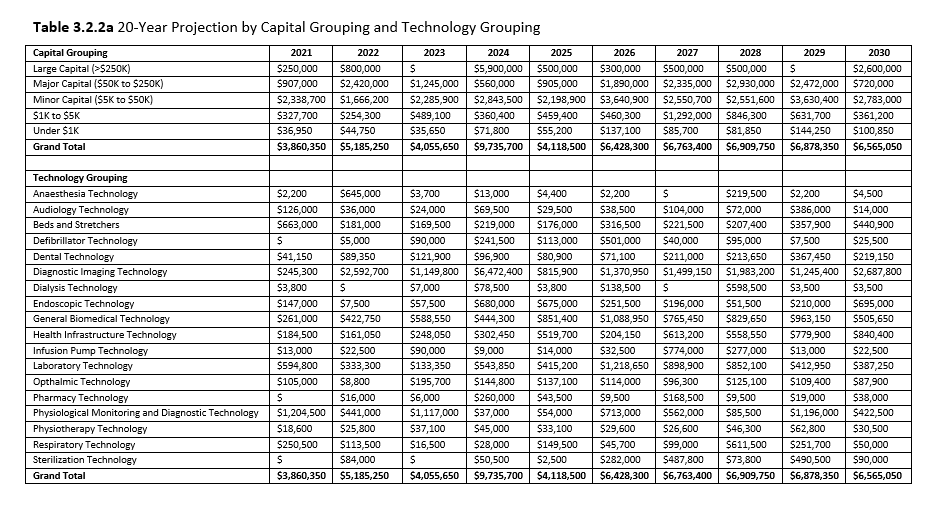 Table 3.2.2a 20-Year Projection by Capital Grouping and Technology Grouping
Capital Grouping 2021 2022 2023 2024 2025 2026 2027 2028 2029 2030
Large Capital (>$250K) $250,000 $800,000 $ $5,900,000 $500,000 $300,000 $500,000 $500,000 $ $2,600,000
Major Capital ($50K to $250K) $907,000 $2,420,000 $1,245,000 $560,000 $905,000 $1,890,000 $2,335,000 $2,930,000 $2,472,000 $720,000
Minor Capital ($5K to $50K) $2,338,700 $1,666,200 $2,285,900 $2,843,500 $2,198,900 $3,640,900 $2,550,700 $2,551,600 $3,630,400 $2,783,000
$1K to $5K $327,700 $254,300 $489,100 $360,400 $459,400 $460,300 $1,292,000 $846,300 $631,700 $361,200
Under $1K $36,950 $44,750 $35,650 $71,800 $55,200 $137,100 $85,700 $81,850 $144,250 $100,850
Grand Total $3,860,350 $5,185,250 $4,055,650 $9,735,700 $4,118,500 $6,428,300 $6,763,400 $6,909,750 $6,878,350 $6,565,050
Technology Grouping
Anaesthesia Technology $2,200 $645,000 $3,700 $13,000 $4,400 $2,200 $ $219,500 $2,200 $4,500
Audiology Technology $126,000 $36,000 $24,000 $69,500 $29,500 $38,500 $104,000 $72,000 $386,000 $14,000
Beds and Stretchers $663,000 $181,000 $169,500 $219,000 $176,000 $316,500 $221,500 $207,400 $357,900 $440,900
Defibrillator Technology $ $5,000 $90,000 $241,500 $113,000 $501,000 $40,000 $95,000 $7,500 $25,500
Dental Technology $41,150 $89,350 $121,900 $96,900 $80,900 $71,100 $211,000 $213,650 $367,450 $219,150
Diagnostic Imaging Technology $245,300 $2,592,700 $1,149,800 $6,472,400 $815,900 $1,370,950 $1,499,150 $1,983,200 $1,245,400 $2,687,800
Dialysis Technology $3,800 $ $7,000 $78,500 $3,800 $138,500 $ $598,500 $3,500 $3,500
Endoscopic Technology $147,000 $7,500 $57,500 $680,000 $675,000 $251,500 $196,000 $51,500 $210,000 $695,000
General Biomedical Technology $261,000 $422,750 $588,550 $444,300 $851,400 $1,088,950 $765,450 $829,650 $963,150 $505,650
Health Infrastructure Technology $184,500 $161,050 $248,050 $302,450 $519,700 $204,150 $613,200 $558,550 $779,900 $840,400
Infusion Pump Technology $13,000 $22,500 $90,000 $9,000 $14,000 $32,500 $774,000 $277,000 $13,000 $22,500
Laboratory Technology $594,800 $333,300 $133,350 $543,850 $415,200 $1,218,650 $898,900 $852,100 $412,950 $387,250
Opthalmic Technology $105,000 $8,800 $195,700 $144,800 $137,100 $114,000 $96,300 $125,100 $109,400 $87,900
Pharmacy Technology $ $16,000 $6,000 $260,000 $43,500 $9,500 $168,500 $9,500 $19,000 $38,000
Physiological Monitoring and Diagnostic Technology $1,204,500 $441,000 $1,117,000 $37,000 $54,000 $713,000 $562,000 $85,500 $1,196,000 $422,500
Physiotherapy Technology $18,600 $25,800 $37,100 $45,000 $33,100 $29,600 $26,600 $46,300 $62,800 $30,500
Respiratory Technology $250,500 $113,500 $16,500 $28,000 $149,500 $45,700 $99,000 $611,500 $251,700 $50,000
Sterilization Technology $ $84,000 $ $50,500 $2,500 $282,000 $487,800 $73,800 $490,500 $90,000
Grand Total $3,860,350 $5,185,250 $4,055,650 $9,735,700 $4,118,500 $6,428,300 $6,763,400 $6,909,750 $6,878,350 $6,565,050